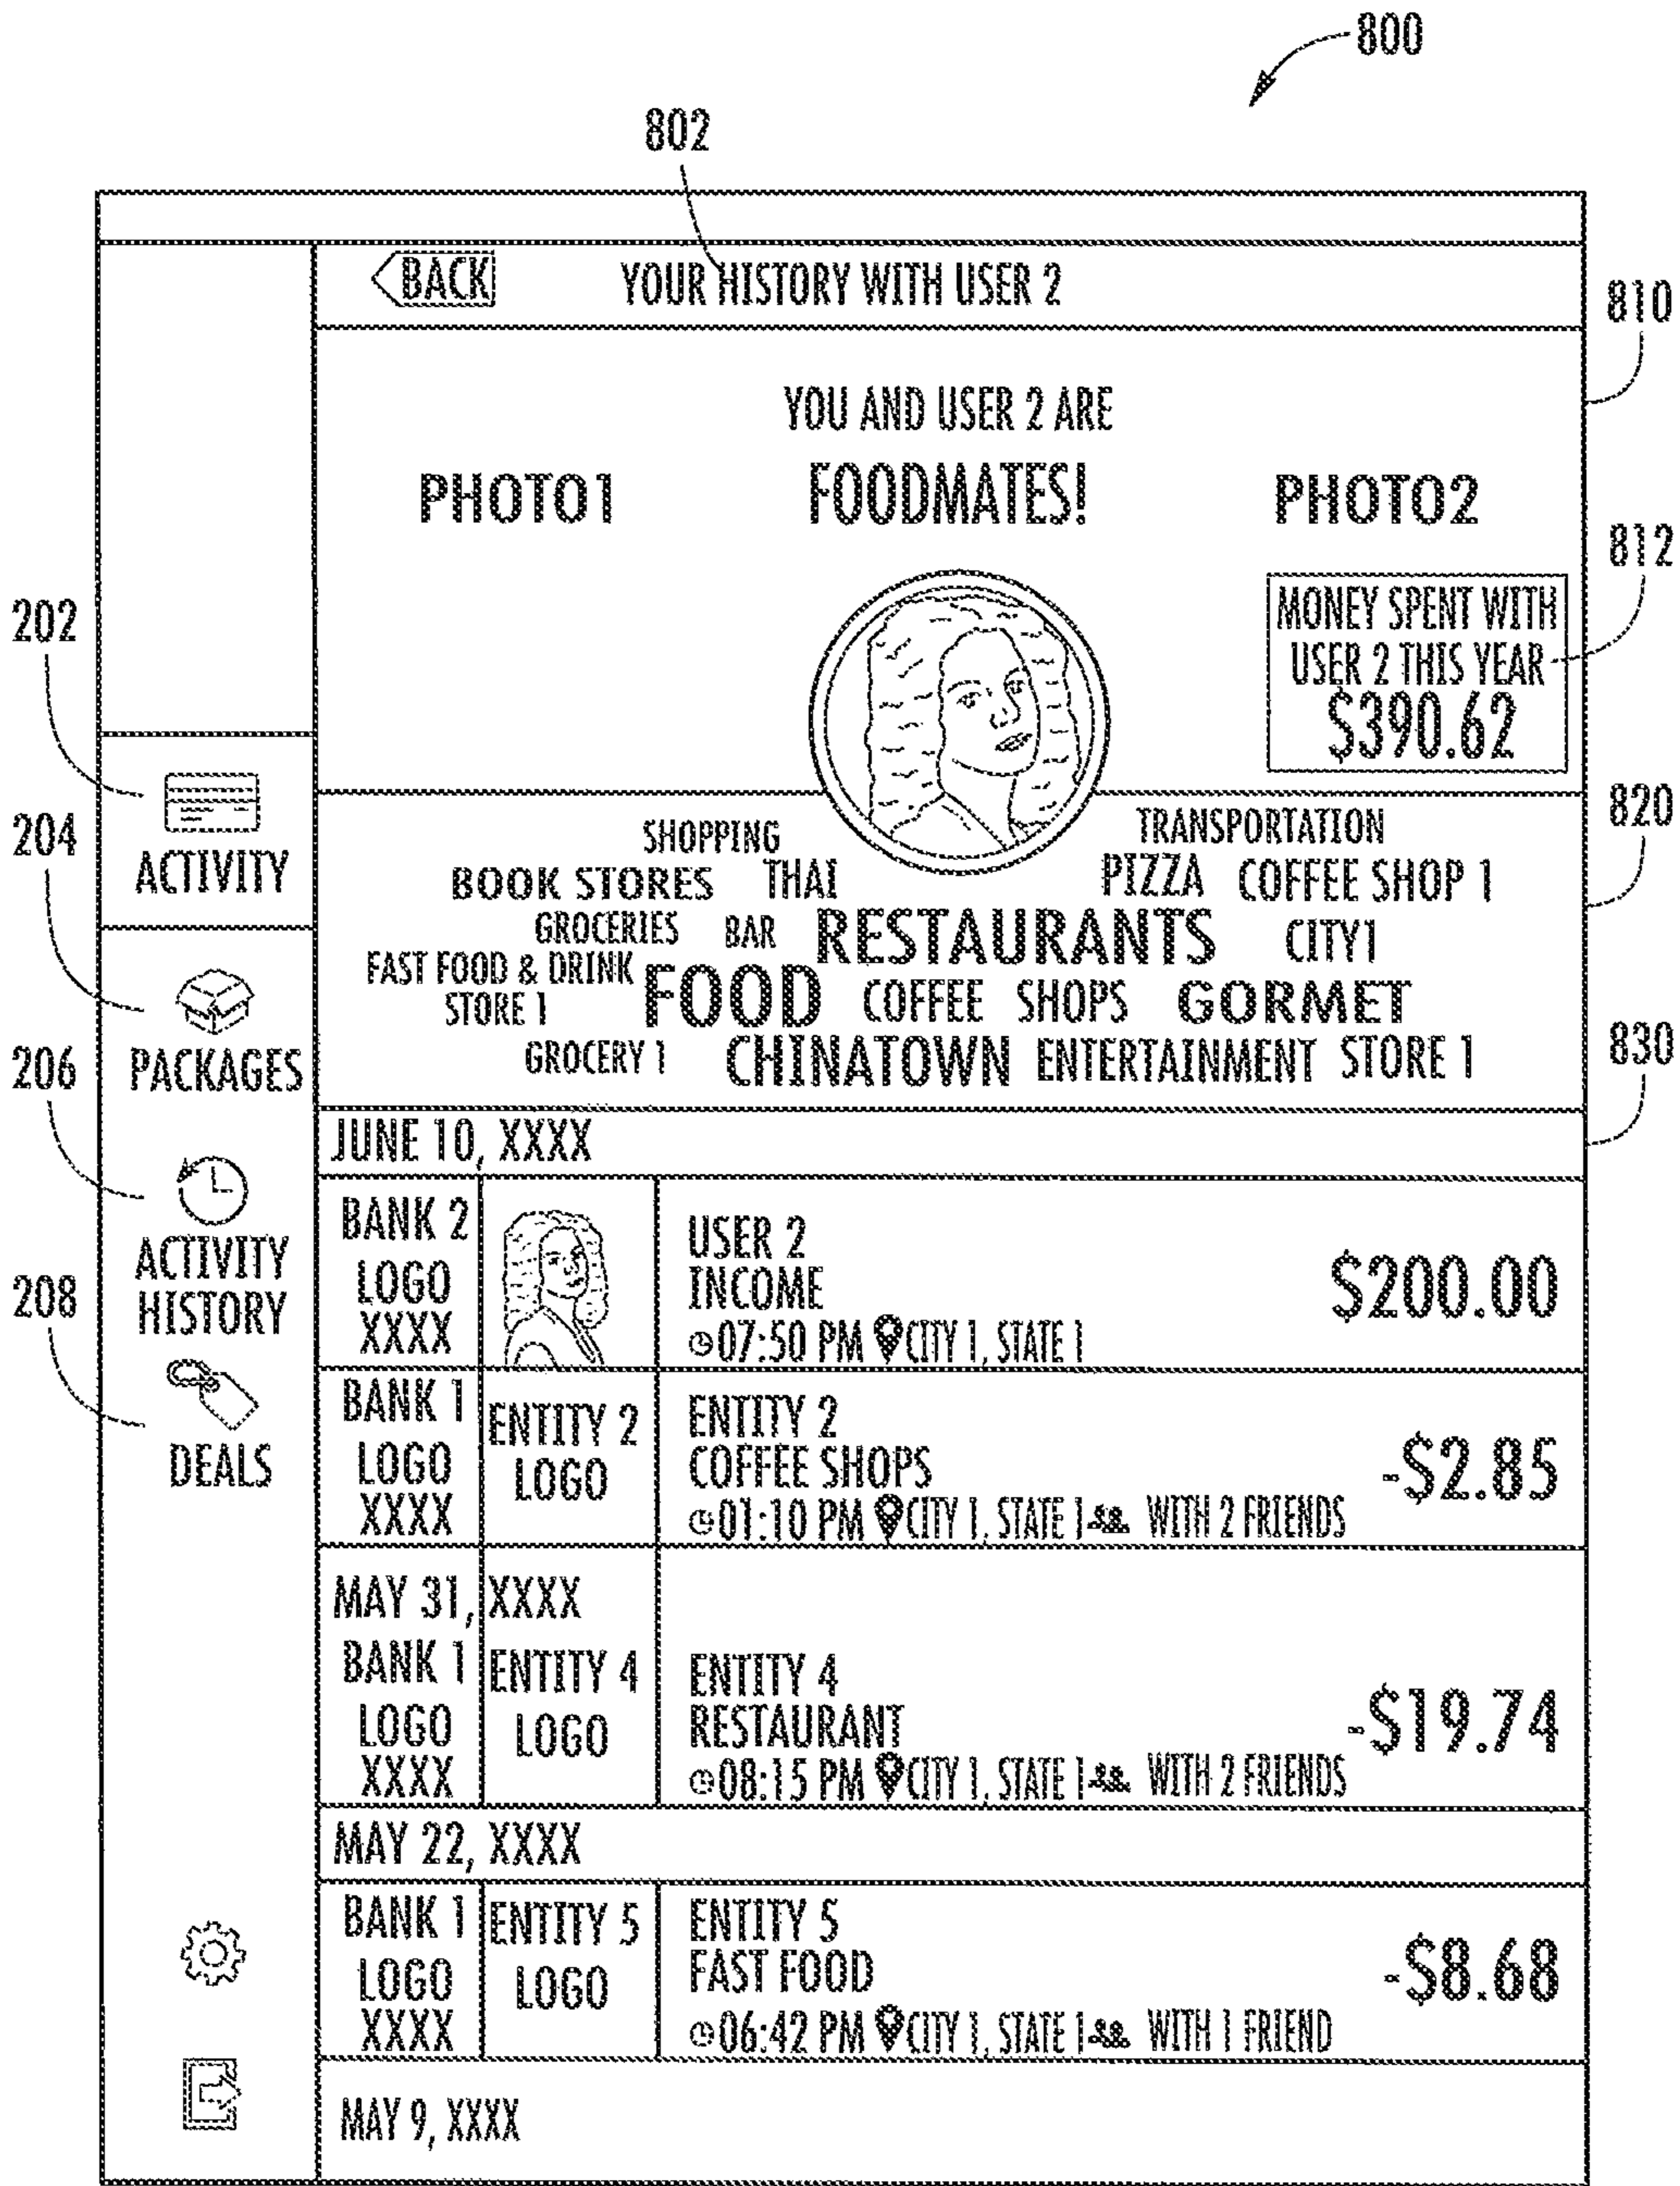 800
802
BACK
YOUR HISTORY WITH USER 2
810
YOU AND USER 2 ARE
PHOTO1
FOODMATES!
PHOTO2
812
MONEY SPENT WITH
USER 2 THIS YEAR
$390.62
202
ACTIVITY
204
PACKAGES
206
ACTIVITY
HISTORY
208
DEALS
820
SHOPPING
TRANSPORTATION
BOOK STORES THAI
PIZZA COFFEE SHOP 1
GROCERIES BAR RESTAURANTS CITY1
FAST FOOD & DRINK
STORE 1
FOOD COFFEE SHOPS GORMET
GROCERY 1 CHINATOWN ENTERTAINMENT STORE 1
830
JUNE 10, XXXX
BANK 2
LOGO
XXXX
USER 2
INCOME
07:50 PM CITY 1, STATE 1
$200.00
BANK 1
LOGO
XXXX
ENTITY 2
LOGO
ENTITY 2
COFFEE SHOPS
01:10 PM CITY 1, STATE 1 WITH 2 FRIENDS
-$2.85
MAY 31, XXXX
BANK 1
LOGO
XXXX
ENTITY 4
LOGO
ENTITY 4
RESTAURANT
08:15 PM CITY 1, STATE 1 WITH 2 FRIENDS
-$19.74
MAY 22, XXXX
BANK 1
LOGO
XXXX
ENTITY 5
LOGO
ENTITY 5
FAST FOOD
06:42 PM CITY 1, STATE 1 WITH 1 FRIEND
-$8.68
MAY 9, XXXX